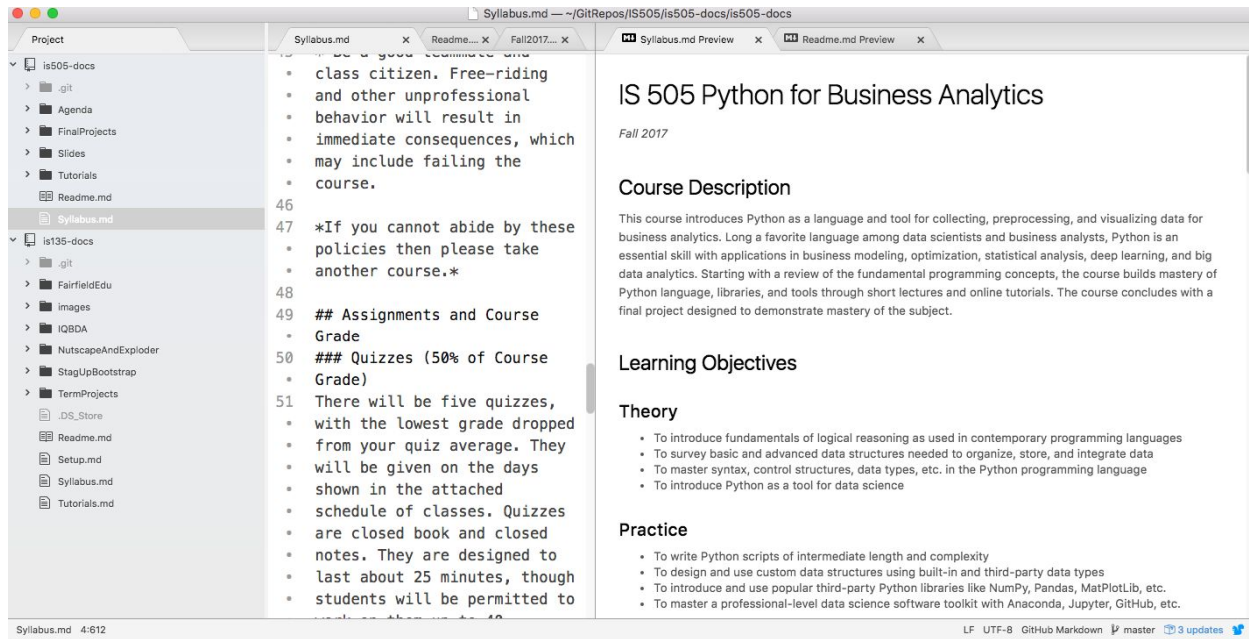 Syllabus.md — ~/GitRepos/IS505/is505-docs/is505-docs
Project
is505-docs
.git
Agenda
FinalProjects
Slides
Tutorials
Readme.md
Syllabus.md
is135-docs
.git
FairfieldEdu
images
IQBDA
NutscapeAndExploder
StagUpBootstrap
TermProjects
.DS_Store
Readme.md
Setup.md
Syllabus.md
Tutorials.md
Syllabus.md x Readme.... x Fall2017.... x
class citizen. Free-riding
and other unprofessional
behavior will result in
immediate consequences, which
may include failing the
course.
46
47 *If you cannot abide by these
policies then please take
another course.*
48
49 ## Assignments and Course
Grade
50 ### Quizzes (50% of Course
Grade)
51 There will be five quizzes,
with the lowest grade dropped
from your quiz average. They
will be given on the days
shown in the attached
schedule of classes. Quizzes
are closed book and closed
notes. They are designed to
last about 25 minutes, though
students will be permitted to
Syllabus.md Preview x Readme.md Preview x
IS 505 Python for Business Analytics
Fall 2017
Course Description
This course introduces Python as a language and tool for collecting, preprocessing, and visualizing data for
business analytics. Long a favorite language among data scientists and business analysts, Python is an
essential skill with applications in business modeling, optimization, statistical analysis, deep learning, and big
data analytics. Starting with a review of the fundamental programming concepts, the course builds mastery of
Python language, libraries, and tools through short lectures and online tutorials. The course concludes with a
final project designed to demonstrate mastery of the subject.
Learning Objectives
Theory
• To introduce fundamentals of logical reasoning as used in contemporary programming languages
• To survey basic and advanced data structures needed to organize, store, and integrate data
• To master syntax, control structures, data types, etc. in the Python programming language
• To introduce Python as a tool for data science
Practice
• To write Python scripts of intermediate length and complexity
• To design and use custom data structures using built-in and third-party data types
• To introduce and use popular third-party Python libraries like NumPy, Pandas, MatPlotLib, etc.
• To master a professional-level data science software toolkit with Anaconda, Jupyter, GitHub, etc.
Syllabus.md 4:612
LF UTF-8 GitHub Markdown master 3 updates